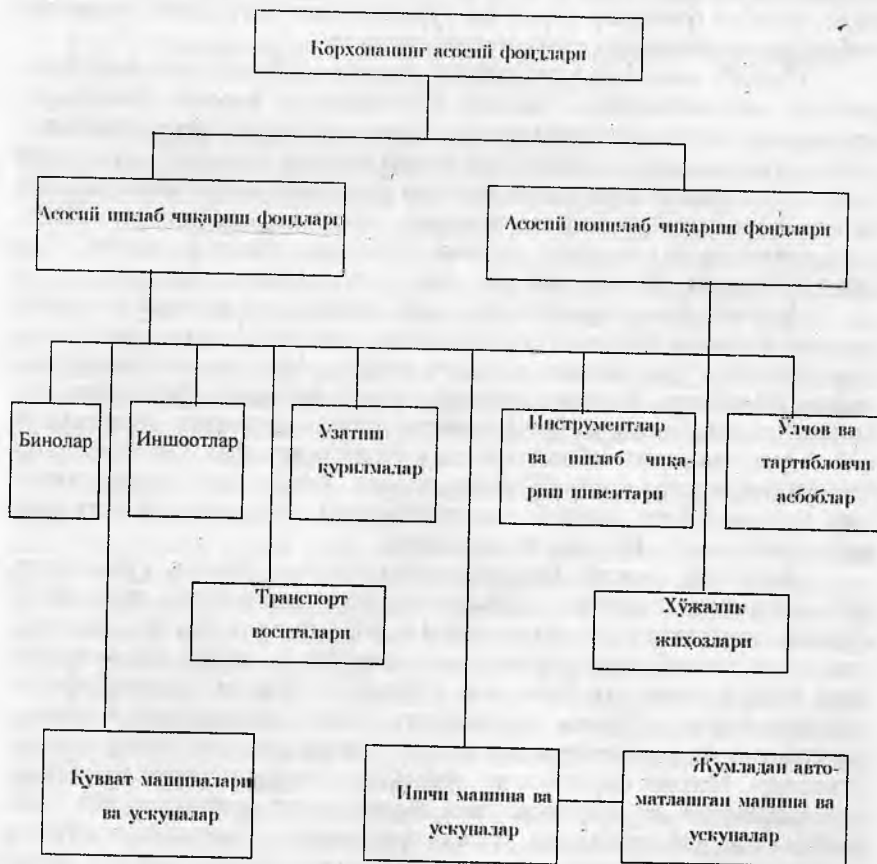 Корхонанинг асосий фондлари
Асосий ишлаб чиқариш фондлари
Асосий ноишлаб чиқариш фондлари
Бинолар
Иншоотлар
Узатиш
қурилмалар
Инструментлар
ва ишлаб чиқа-
риш инвентари
Улчов ва
тартибловчи
асбоблар
Транспорт
воситалари
Хўжалик
жиҳозлари
Қувват машиналари
ва ускуналар
Ишчи машина ва
ускуналар
Жумладан авто-
матлашган машина ва
ускуналар